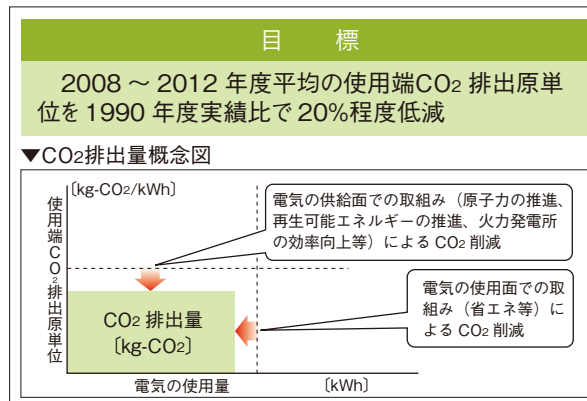 目　標
2008 ～ 2012 年度平均の使用端CO2 排出原単
位を1990 年度実績比で 20%程度低減
▼CO2排出量概念図
〔kg-CO2/kWh〕
使用端CO2排出原単位
電気の供給面での取組み（原子力の推進、
再生可能エネルギーの推進、火力発電所
の効率向上等）による CO2 削減
電気の使用面での取
組み（省エネ等）に
よる CO2 削減
CO2 排出量
〔kg-CO2〕
電気の使用量
〔kWh〕